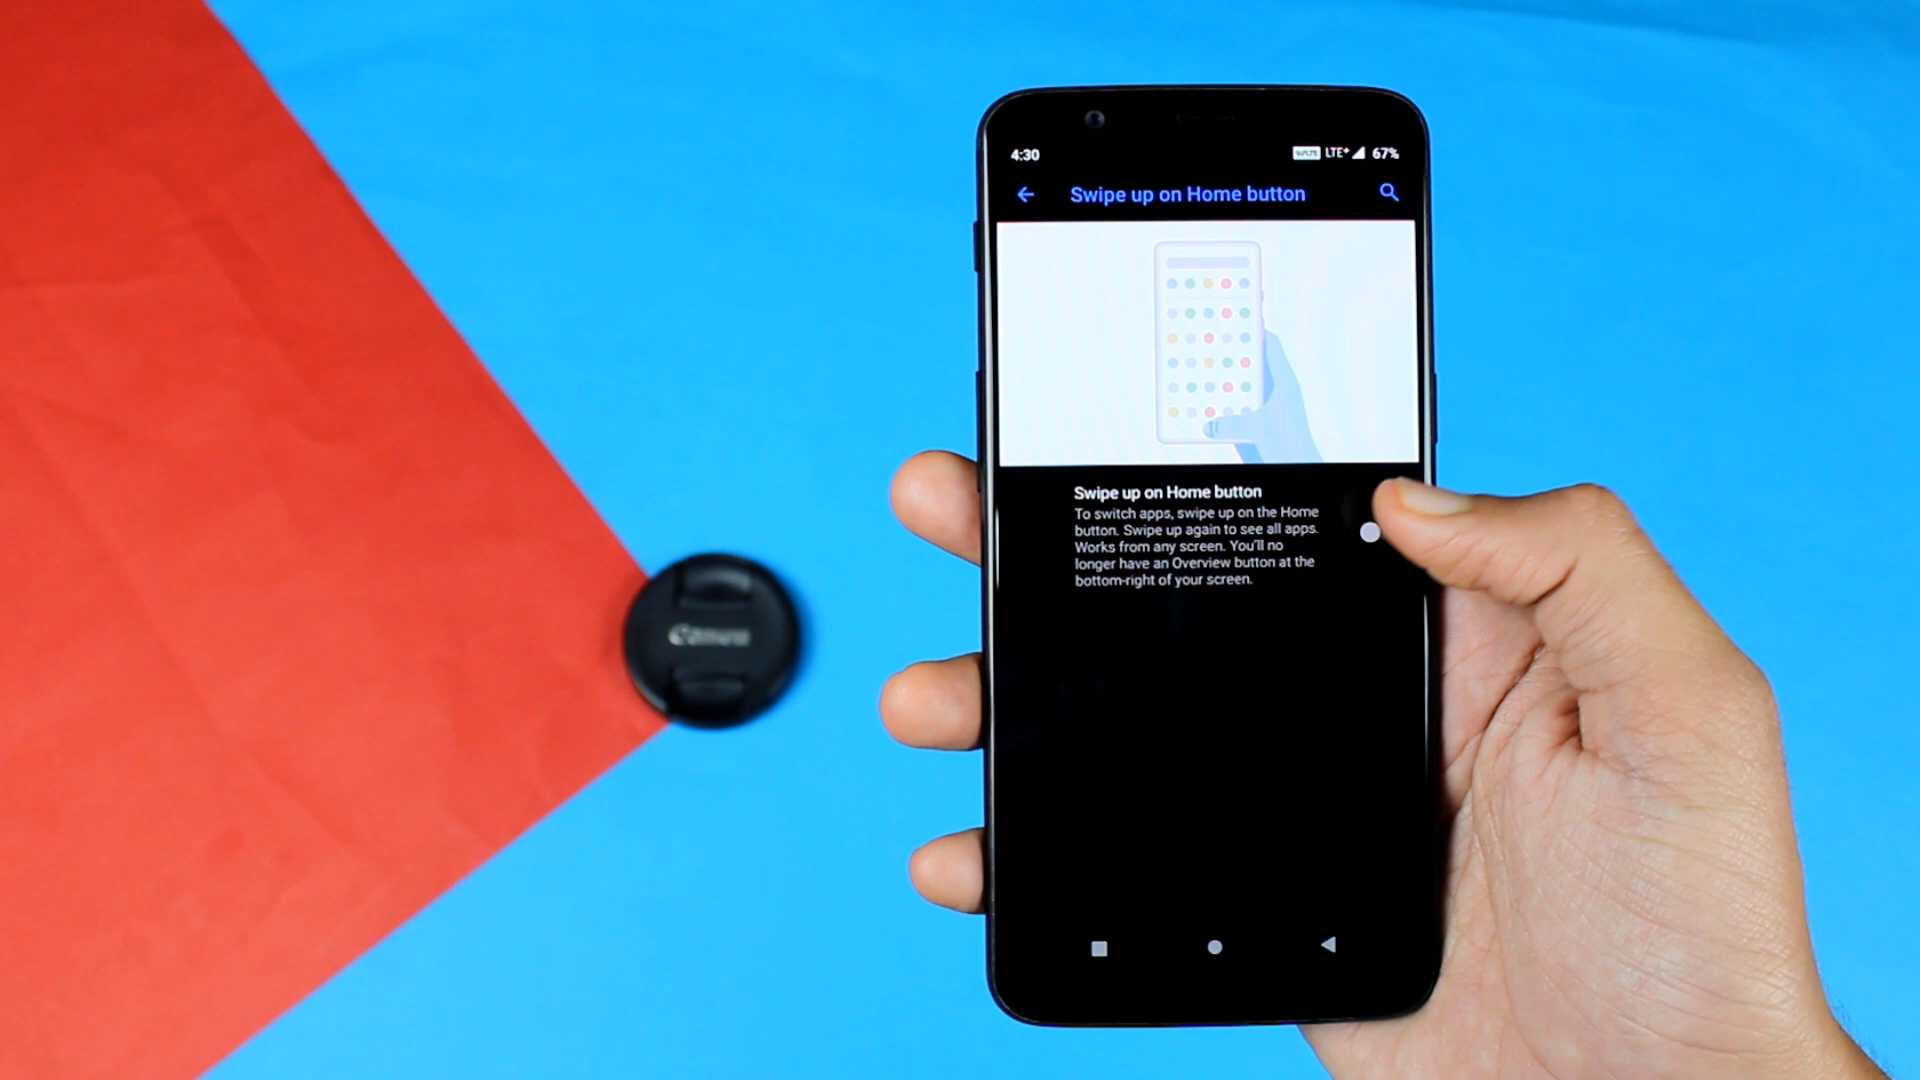 4:30
VoLTE LTE+ 67%
Swipe up on Home button
Swipe up on Home button
To switch apps, swipe up on the Home
button. Swipe up again to see all apps.
Works from any screen. You'll no
longer have an Overview button at the
bottom-right of your screen.
Canon